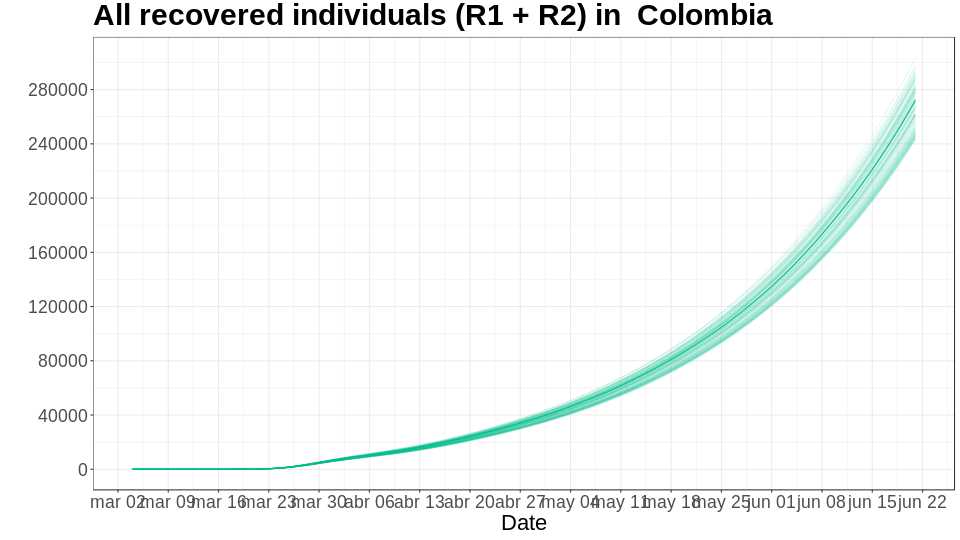 All recovered individuals (R1 + R2) in  Colombia
280000
240000
200000
160000
120000
80000
40000
0
mar 02 mar 09 mar 16 mar 23 mar 30 abr 06 abr 13 abr 20 abr 27 may 04 may 11 may 18 may 25 jun 01 jun 08 jun 15 jun 22
Date